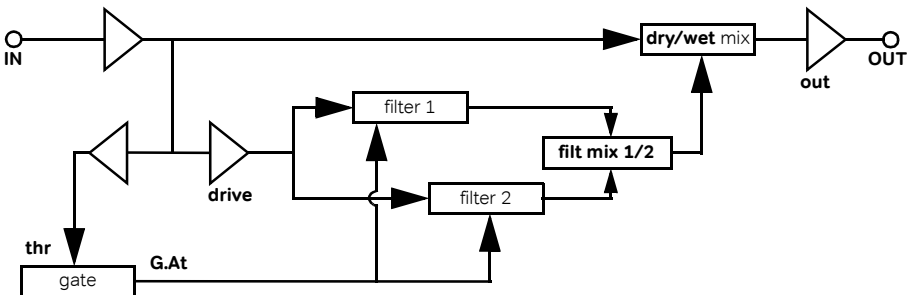 IN
dry/wet mix
out
OUT
filter 1
filt mix 1/2
drive
filter 2
thr
G.At
gate